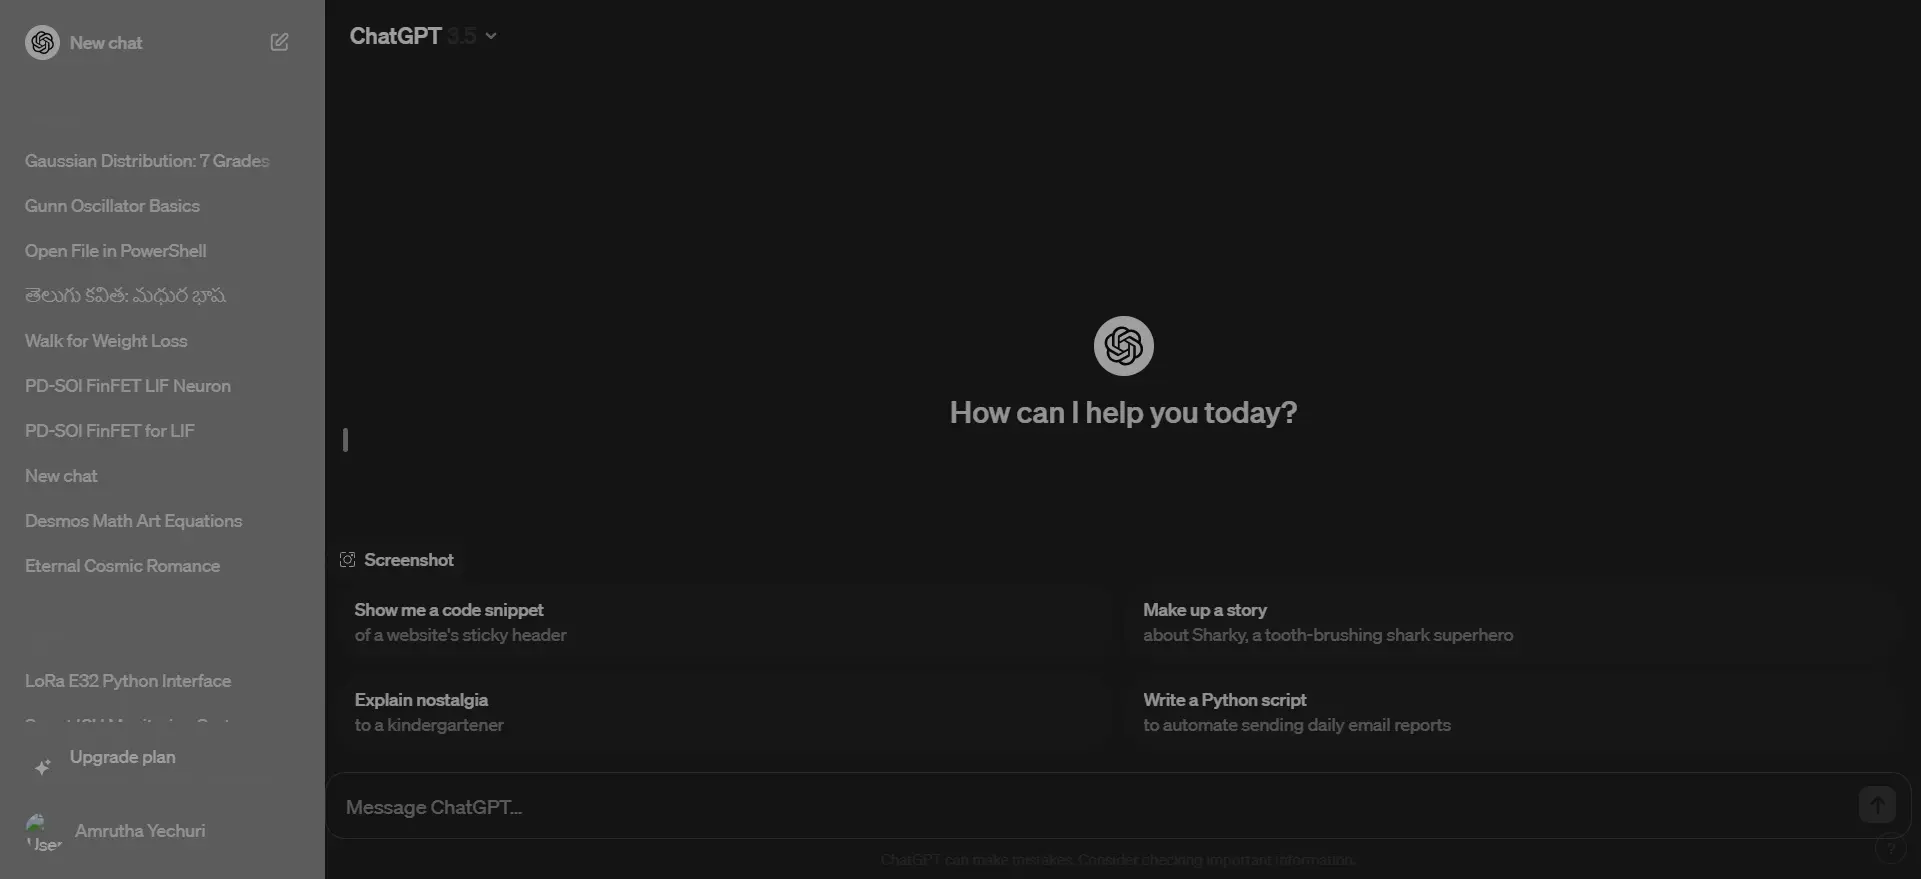 New chat
Gaussian Distribution: 7 Grades
Gunn Oscillator Basics
Open File in PowerShell
తెలుగు కవిత: మధుర భాష
Walk for Weight Loss
PD-SOI FinFET LIF Neuron
PD-SOI FinFET for LIF
New chat
Desmos Math Art Equations
Eternal Cosmic Romance
LoRa E32 Python Interface
Upgrade plan
User
Amrutha Yechuri
ChatGPT 3.5
How can I help you today?
Screenshot
Show me a code snippet
of a website's sticky header
Make up a story
about Sharky, a tooth-brushing shark superhero
Explain nostalgia
to a kindergartener
Write a Python script
to automate sending daily email reports
Message ChatGPT...
ChatGPT can make mistakes. Consider checking important information.
?